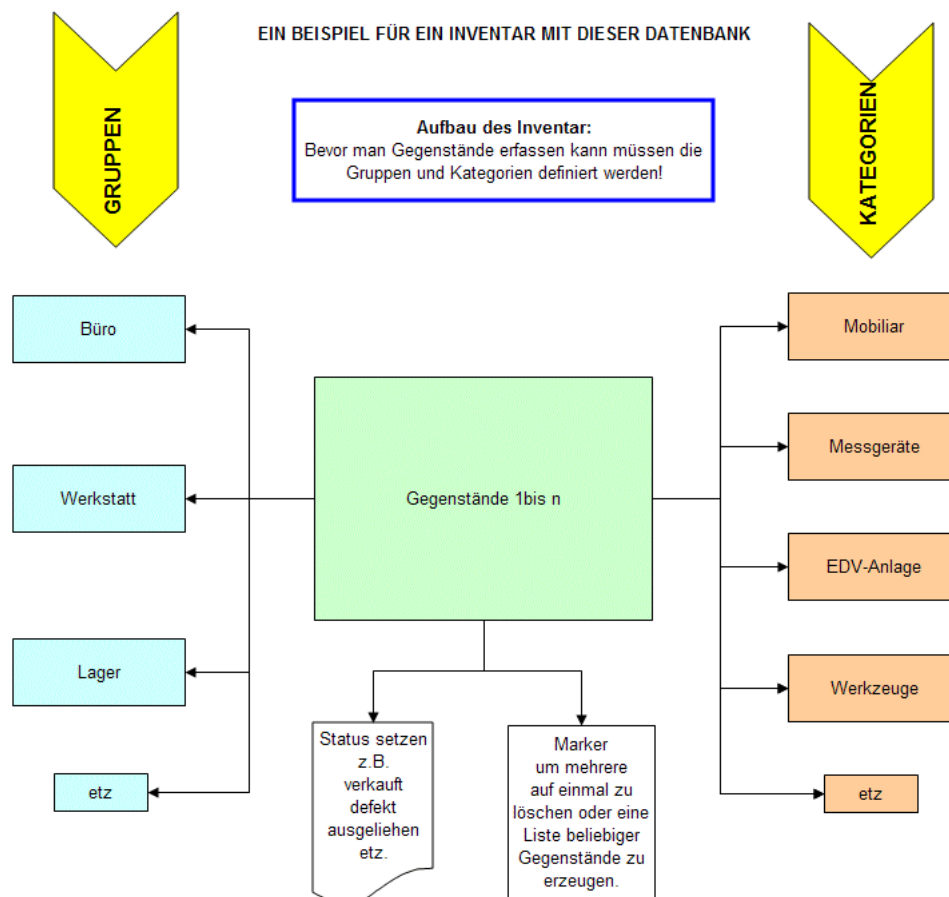 EIN BEISPIEL FÜR EIN INVENTAR MIT DIESER DATENBANK
GRUPPEN
KATEGORIEN
Aufbau des Inventar:
Bevor man Gegenstände erfassen kann müssen die
Gruppen und Kategorien definiert werden!
Büro
Werkstatt
Lager
etz
Gegenstände 1bis n
Mobiliar
Messgeräte
EDV-Anlage
Werkzeuge
etz
Status setzen
z.B.
verkauft
defekt
ausgeliehen
etz.
Marker
um mehrere
auf einmal zu
löschen oder eine
Liste beliebiger
Gegenstände zu
erzeugen.